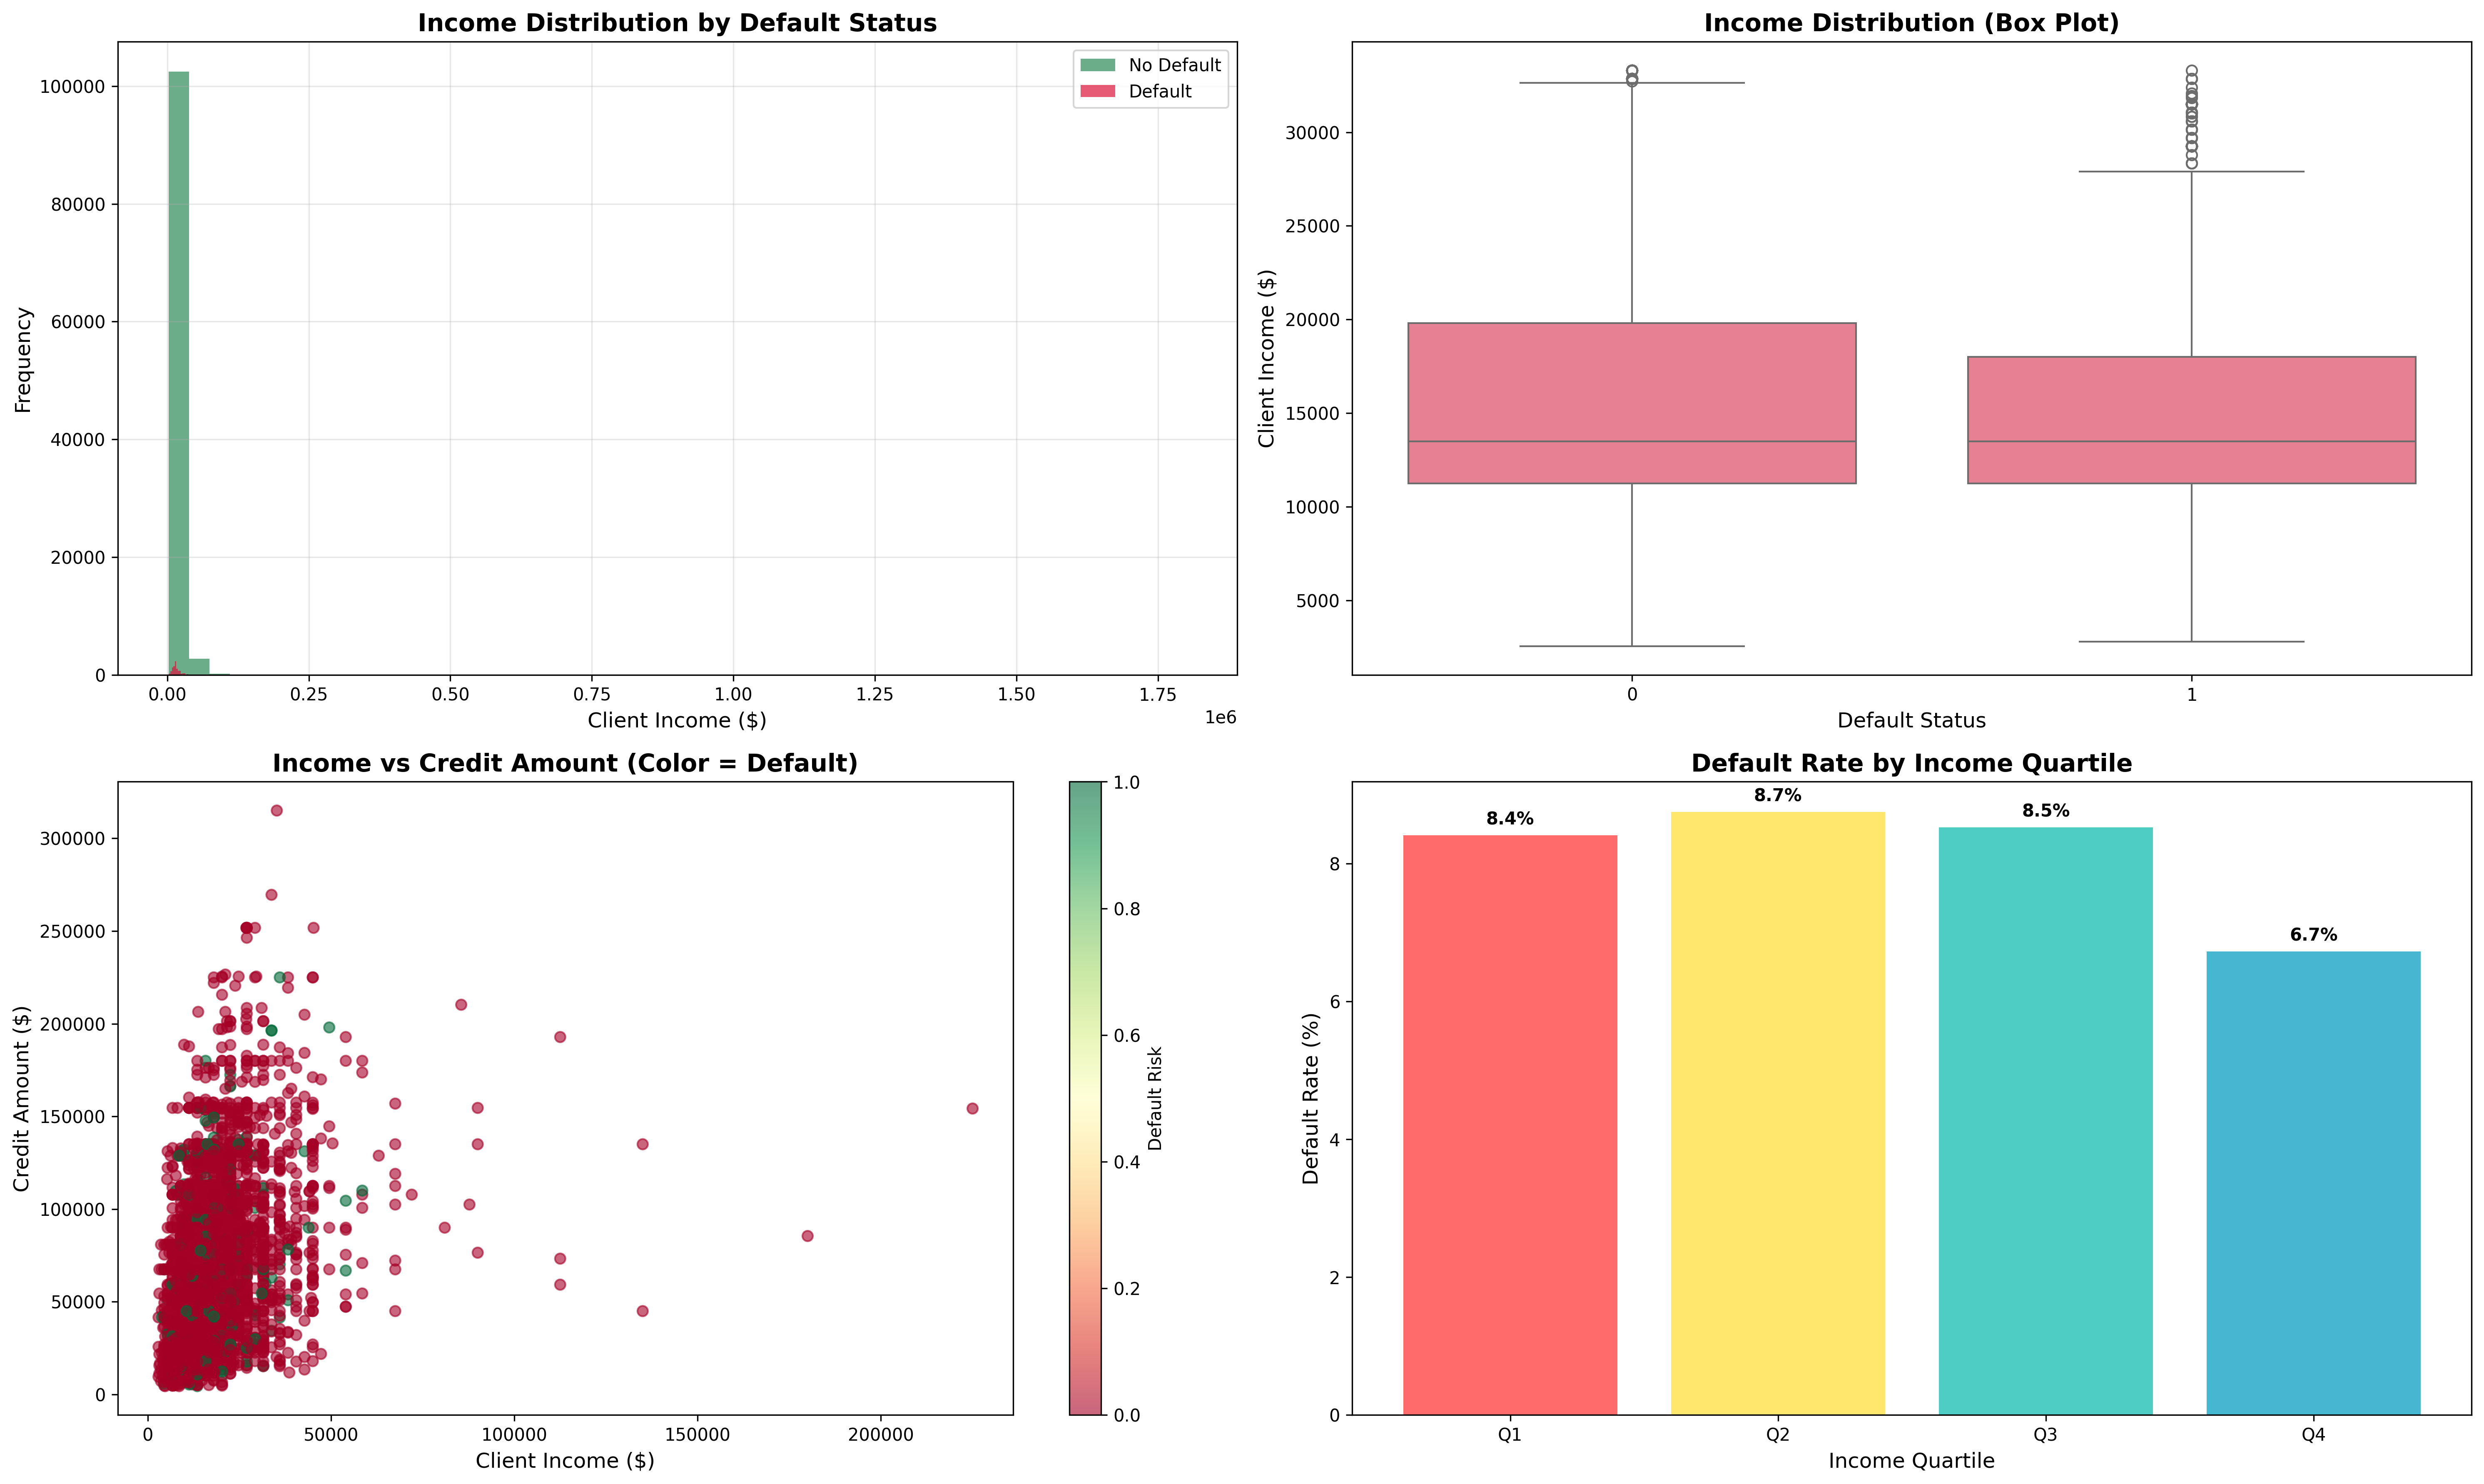 Income Distribution by Default Status
No Default
Default
100000
80000
60000
40000
20000
0
Frequency
0.00 0.25 0.50 0.75 1.00 1.25 1.50 1.75
1e6
Client Income ($)
Income Distribution (Box Plot)
30000
25000
20000
15000
10000
5000
Client Income ($)
0 1
Default Status
Income vs Credit Amount (Color = Default)
300000
250000
200000
150000
100000
50000
0
Credit Amount ($)
0 50000 100000 150000 200000
Client Income ($)
1.0
0.8
0.6
0.4
0.2
0.0
Default Risk
Default Rate by Income Quartile
8.4% 8.7% 8.5% 6.7%
8
6
4
2
0
Default Rate (%)
Q1 Q2 Q3 Q4
Income Quartile